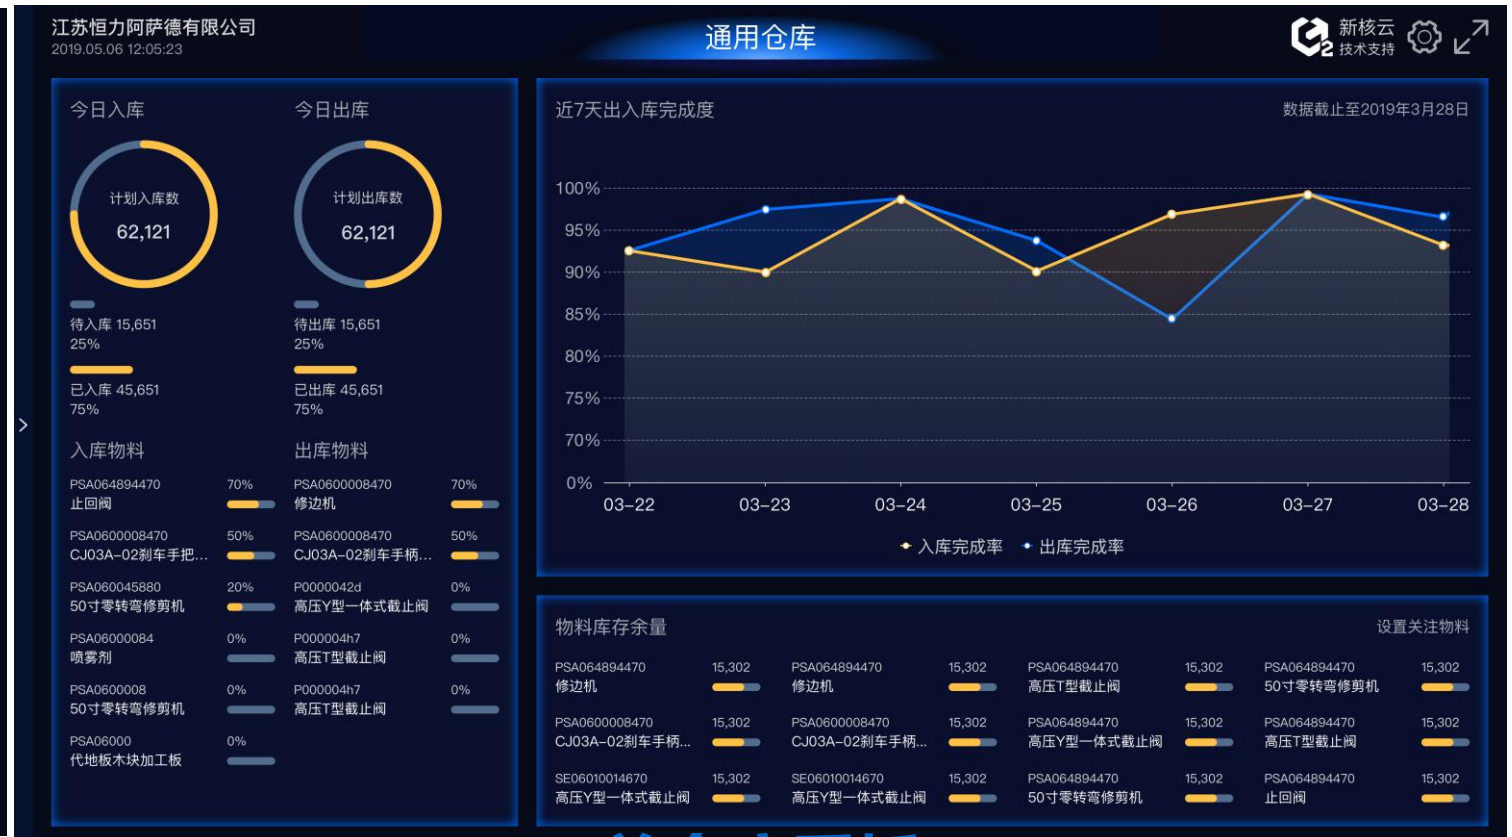 江苏恒力阿萨德有限公司
2019.05.06 12:05:23
通用仓库
新核云
技术支持
今日入库
计划入库数
62,121
待入库 15,651
25%
已入库 45,651
75%
今日出库
计划出库数
62,121
待出库 15,651
25%
已出库 45,651
75%
入库物料
PSA064894470 70%
止回阀
PSA0600008470 50%
CJ03A-02刹车手把...
PSA060045880 20%
50寸零转弯修剪机
PSA06000084 0%
喷雾剂
PSA0600008 0%
50寸零转弯修剪机
PSA06000 0%
代地板木块加工板
出库物料
PSA0600008470 70%
修边机
PSA0600008470 50%
CJ03A-02刹车手柄...
P0000042d 0%
高压Y型一体式截止阀
P000004h7 0%
高压T型截止阀
P000004h7 0%
高压T型截止阀
近7天出入库完成度
数据截止至2019年3月28日
100%
95%
90%
85%
80%
75%
70%
0%
03-22 03-23 03-24 03-25 03-26 03-27 03-28
入库完成率 出库完成率
物料库存余量
设置关注物料
PSA064894470 15,302 PSA064894470 15,302 PSA064894470 15,302 PSA064894470 15,302
修边机 修边机 高压T型截止阀 50寸零转弯修剪机
PSA0600008470 15,302 PSA0600008470 15,302 PSA064894470 15,302 PSA064894470 15,302
CJ03A-02刹车手柄... CJ03A-02刹车手柄... 高压Y型一体式截止阀 高压T型截止阀
SE06010014670 15,302 SE06010014670 15,302 PSA064894470 15,302 PSA064894470 15,302
高压Y型一体式截止阀 高压Y型一体式截止阀 50寸零转弯修剪机 止回阀